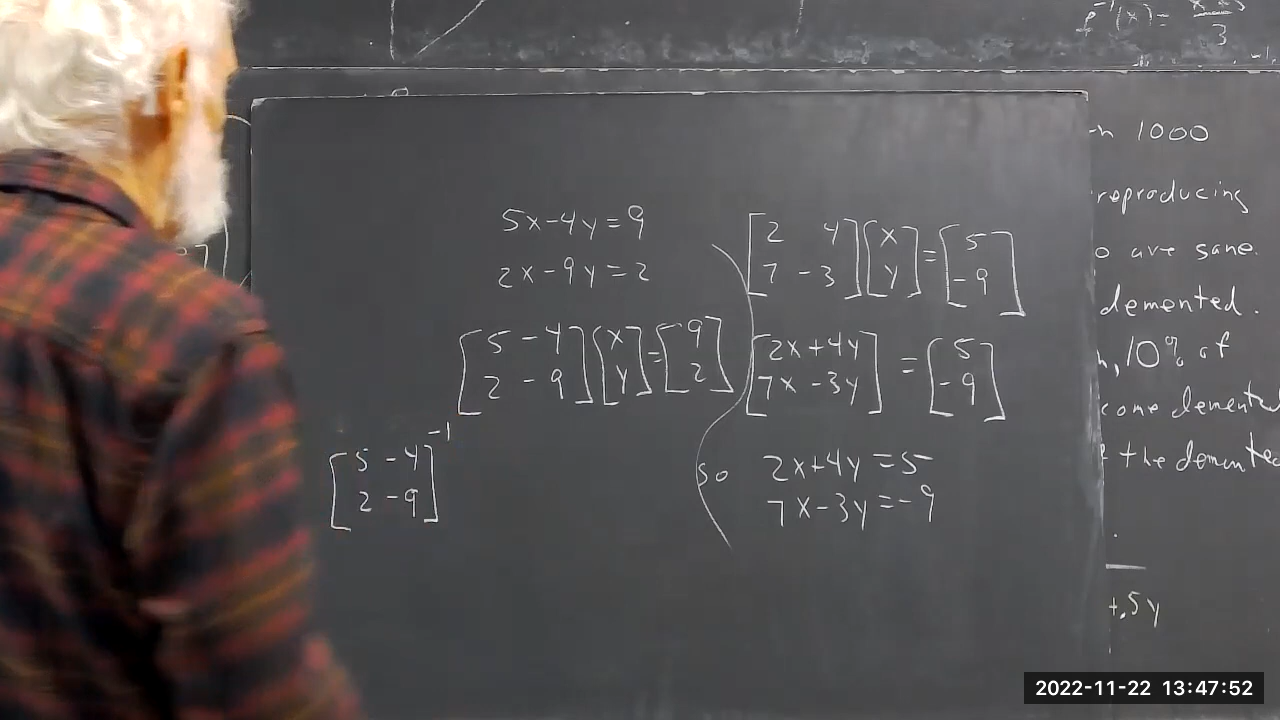 f⁻¹(x) =
3
5x-4y=9
2x-9y=2
[5 -4; 2 -9][x; y]=[9; 2]
[5 -4; 2 -9]⁻¹
[2 4; 7 -3][x; y]=[5; -9]
[2x+4y; 7x-3y] = [5; -9]
so 2x+4y=5
7x-3y=-9
1000
reproducing
are sane.
demented.
10% of
demented
the demented
+.5y
2022-11-22 13:47:52